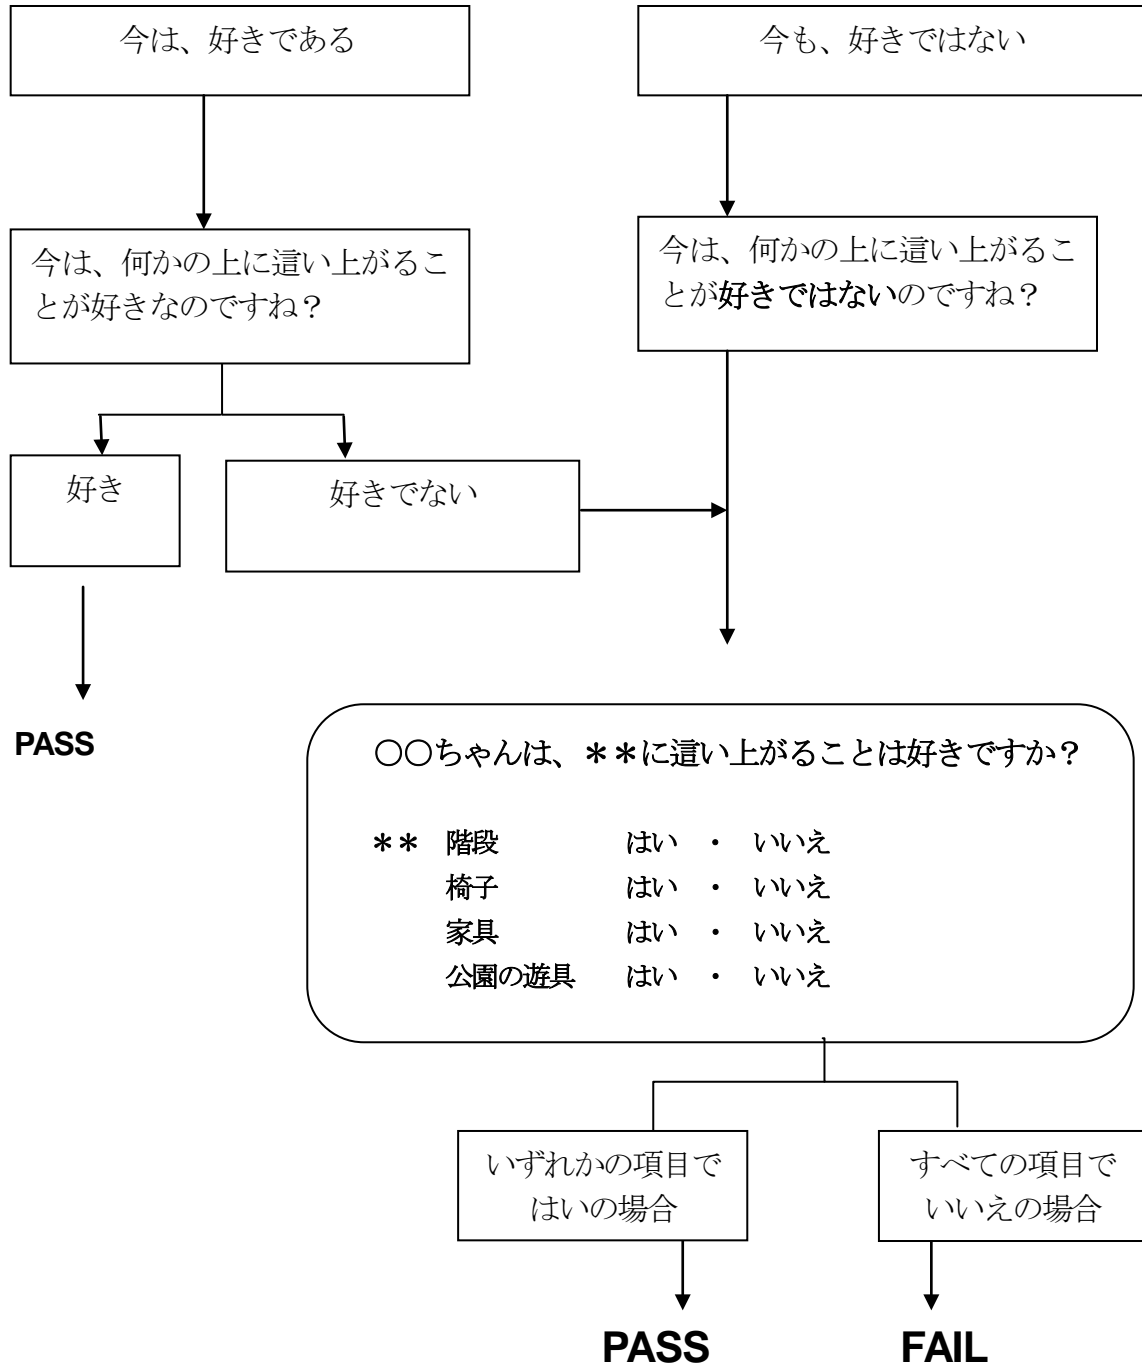 今は、好きである
今も、好きではない
今は、何かの上に這い上がるこ
とが好きなのですね？
今は、何かの上に這い上がるこ
とが好きではないのですね？
好き
好きでない
PASS
〇〇ちゃんは、＊＊に這い上がることは好きですか？
＊＊ 階段 はい ・ いいえ
椅子 はい ・ いいえ
家具 はい ・ いいえ
公園の遊具 はい ・ いいえ
いずれかの項目で
はいの場合
すべての項目で
いいえの場合
PASS
FAIL